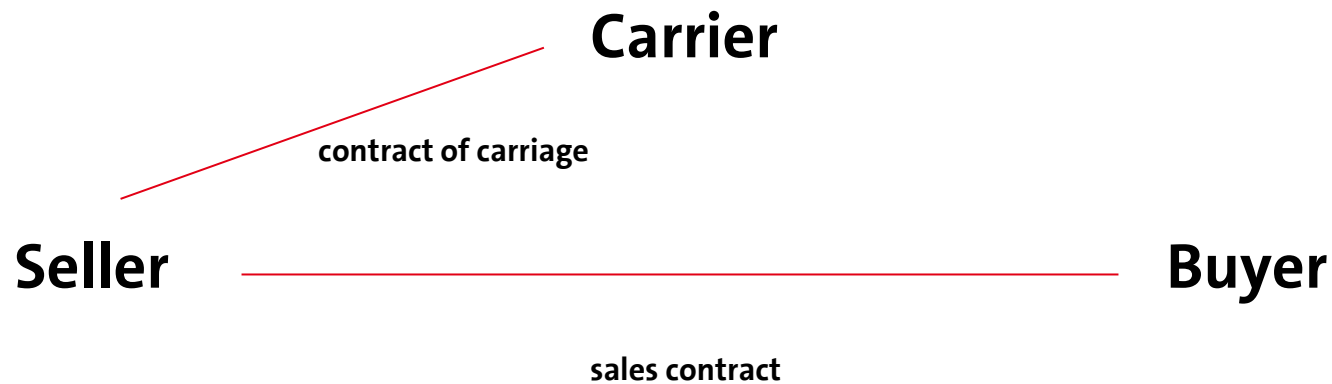 Carrier
contract of carriage
Seller
Buyer
sales contract